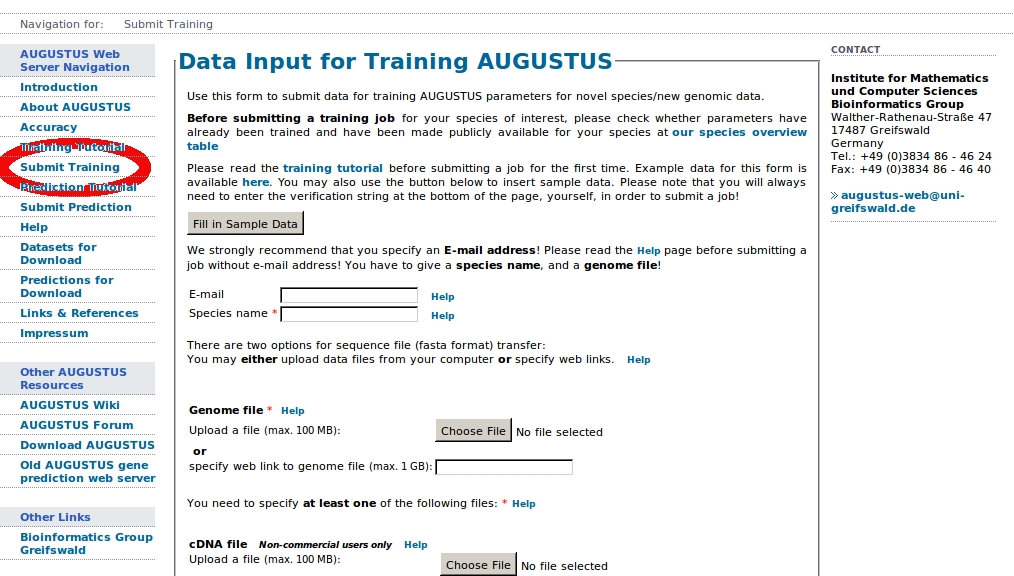 Navigation for: Submit Training
AUGUSTUS Web
Server Navigation
Introduction
About AUGUSTUS
Accuracy
Training Tutorial
Submit Training
Prediction Tutorial
Submit Prediction
Help
Datasets for
Download
Predictions for
Download
Links & References
Impressum
Other AUGUSTUS
Resources
AUGUSTUS Wiki
AUGUSTUS Forum
Download AUGUSTUS
Old AUGUSTUS gene
prediction web server
Other Links
Bioinformatics Group
Greifswald
Data Input for Training AUGUSTUS
Use this form to submit data for training AUGUSTUS parameters for novel species/new genomic data.
Before submitting a training job for your species of interest, please check whether parameters have
already been trained and have been made publicly available for your species at our species overview
table
Please read the training tutorial before submitting a job for the first time. Example data for this form is
available here. You may also use the button below to insert sample data. Please note that you will always
need to enter the verification string at the bottom of the page, yourself, in order to submit a job!
Fill in Sample Data
We strongly recommend that you specify an E-mail address! Please read the Help page before submitting a
job without e-mail address! You have to give a species name, and a genome file!
E-mail Help
Species name * Help
There are two options for sequence file (fasta format) transfer:
You may either upload data files from your computer or specify web links. Help
Genome file * Help
Upload a file (max. 100 MB): Choose File No file selected
or
specify web link to genome file (max. 1 GB):
You need to specify at least one of the following files: * Help
cDNA file Non-commercial users only Help
Upload a file (max. 100 MB): Choose File No file selected
CONTACT
Institute for Mathematics
und Computer Sciences
Bioinformatics Group
Walther-Rathenau-Straße 47
17487 Greifswald
Germany
Tel.: +49 (0)3834 86 - 46 24
Fax: +49 (0)3834 86 - 46 40
» augustus-web@uni-
greifswald.de